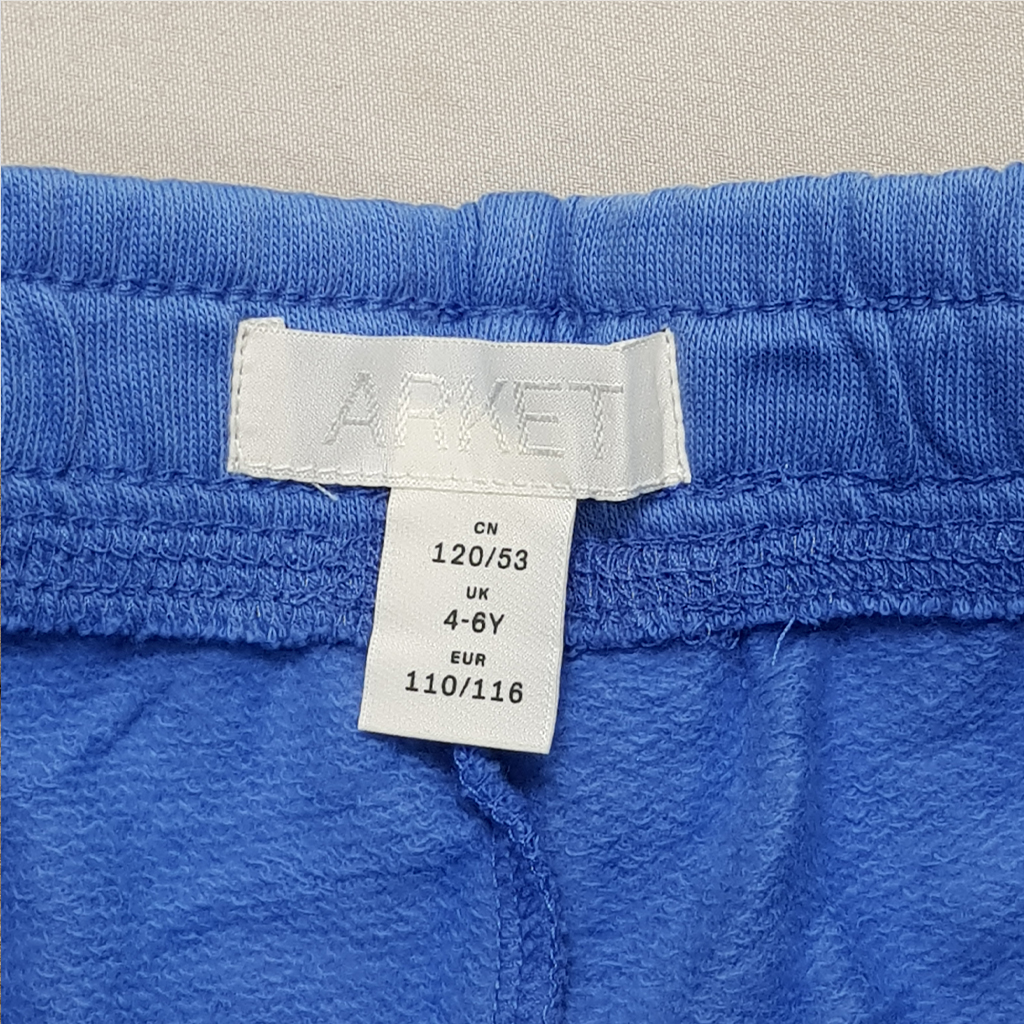 ARKET
CN
120/53
UK
4-6Y
EUR
110/116